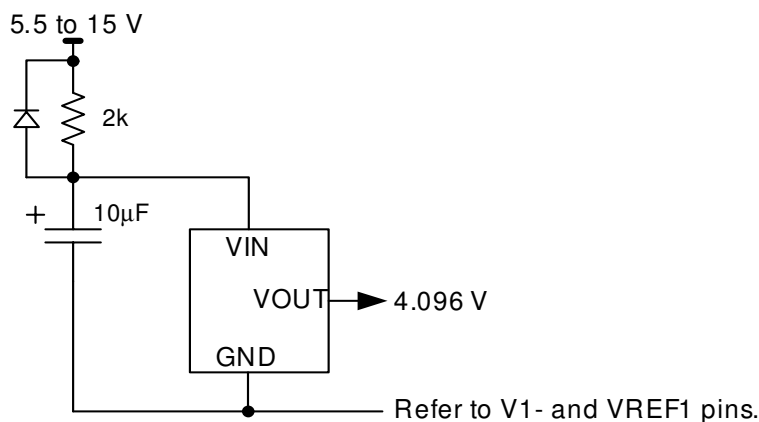 5.5 to 15 V
2k
+ 10µF
VIN
VOUT
4.096 V
GND
Refer to V1- and VREF1 pins.